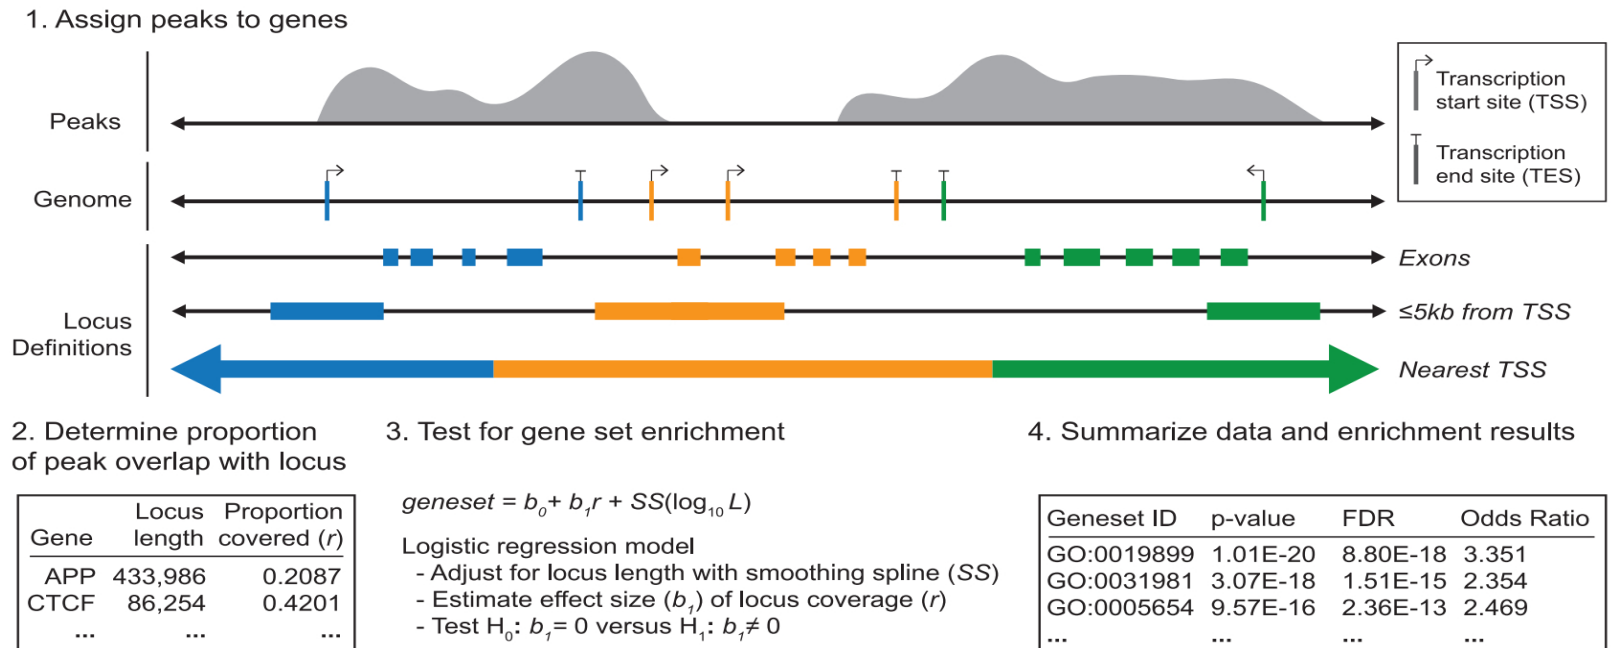 1. Assign peaks to genes
Peaks
Genome
Locus
Definitions
Transcription
start site (TSS)
Transcription
end site (TES)
Exons
≤5kb from TSS
Nearest TSS
2. Determine proportion
of peak overlap with locus
Gene Locus length Proportion covered (r)
APP 433,986 0.2087
CTCF 86,254 0.4201
... ... ...
3. Test for gene set enrichment
geneset = b₀ + b₁r + SS(log₁₀ L)
Logistic regression model
- Adjust for locus length with smoothing spline (SS)
- Estimate effect size (b₁) of locus coverage (r)
- Test H₀: b₁= 0 versus H₁: b₁≠ 0
4. Summarize data and enrichment results
Geneset ID p-value FDR Odds Ratio
GO:0019899 1.01E-20 8.80E-18 3.351
GO:0031981 3.07E-18 1.51E-15 2.354
GO:0005654 9.57E-16 2.36E-13 2.469
... ... ... ...